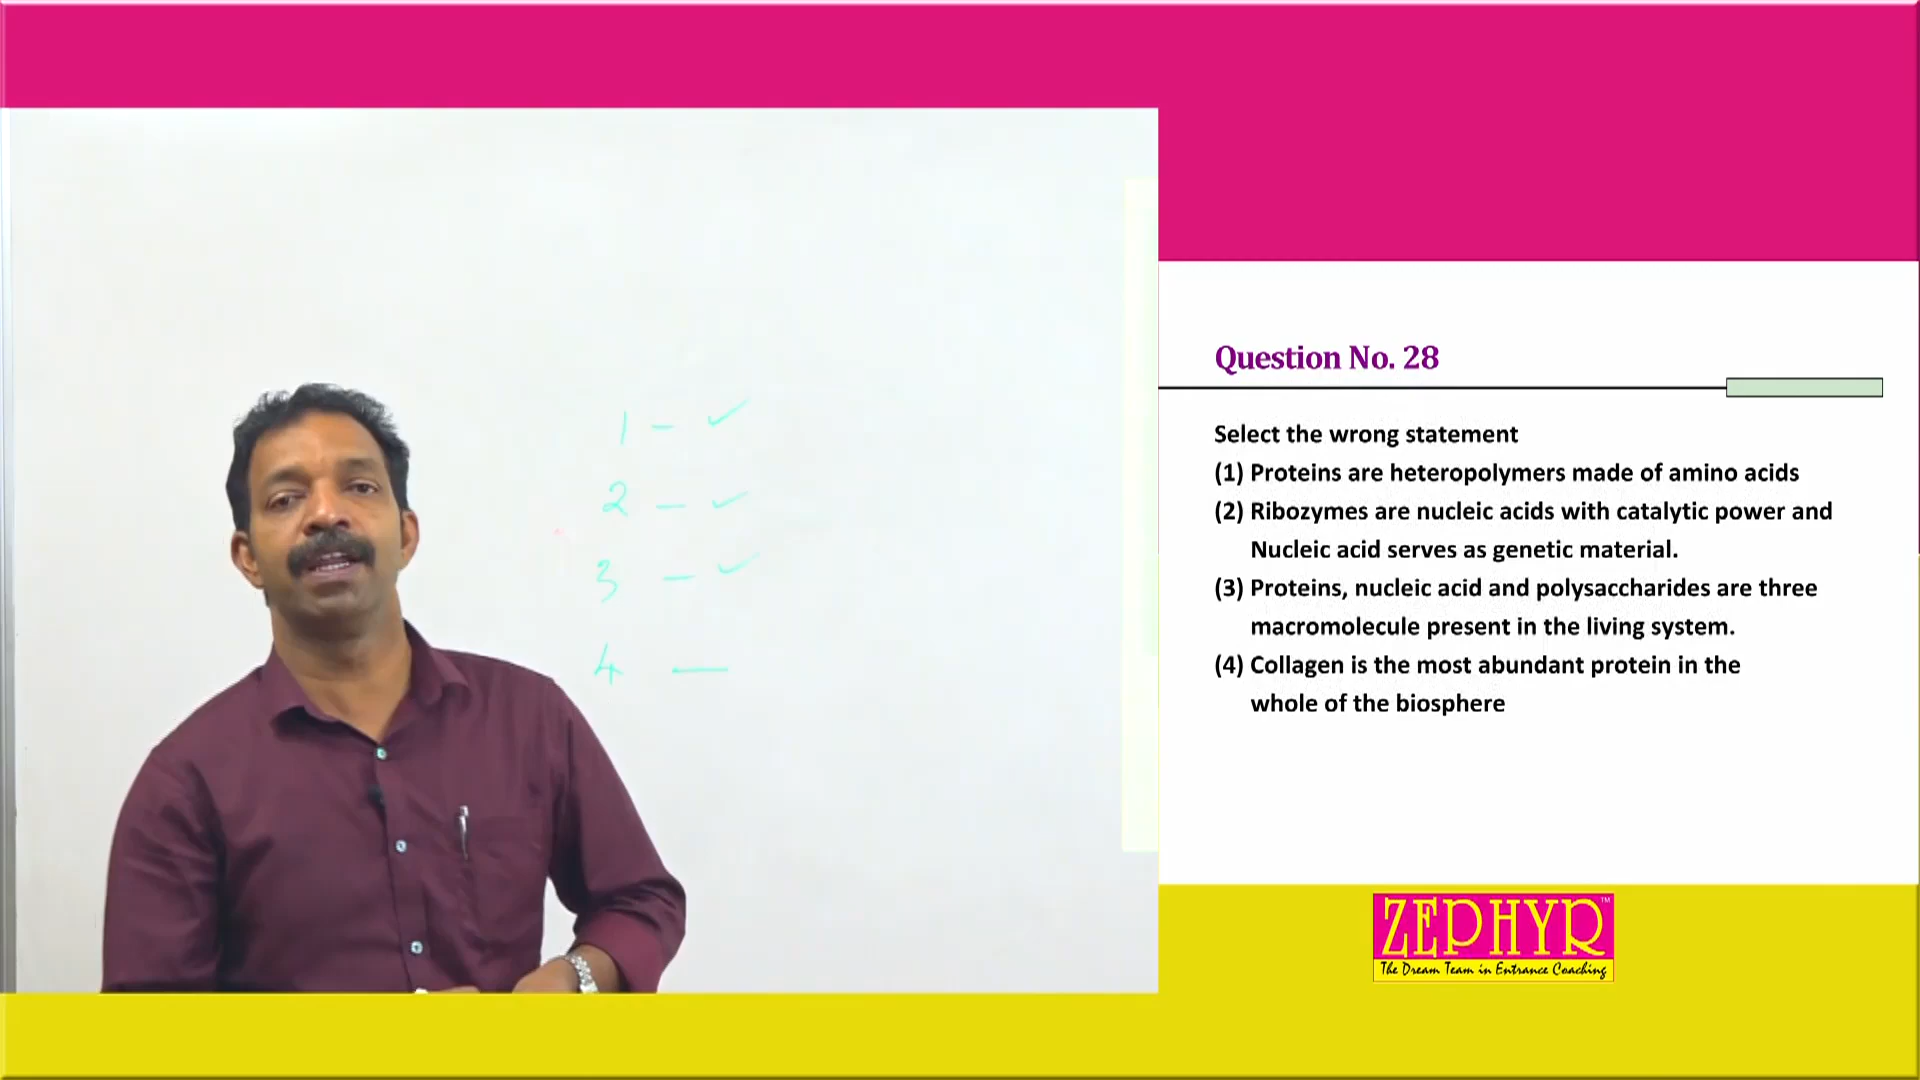 1 – ✓
2 – ✓
3 – ✓
4 —
Question No. 28
Select the wrong statement
(1) Proteins are heteropolymers made of amino acids
(2) Ribozymes are nucleic acids with catalytic power and
Nucleic acid serves as genetic material.
(3) Proteins, nucleic acid and polysaccharides are three
macromolecule present in the living system.
(4) Collagen is the most abundant protein in the
whole of the biosphere
ZEPHYR™
The Dream Team in Entrance Coaching